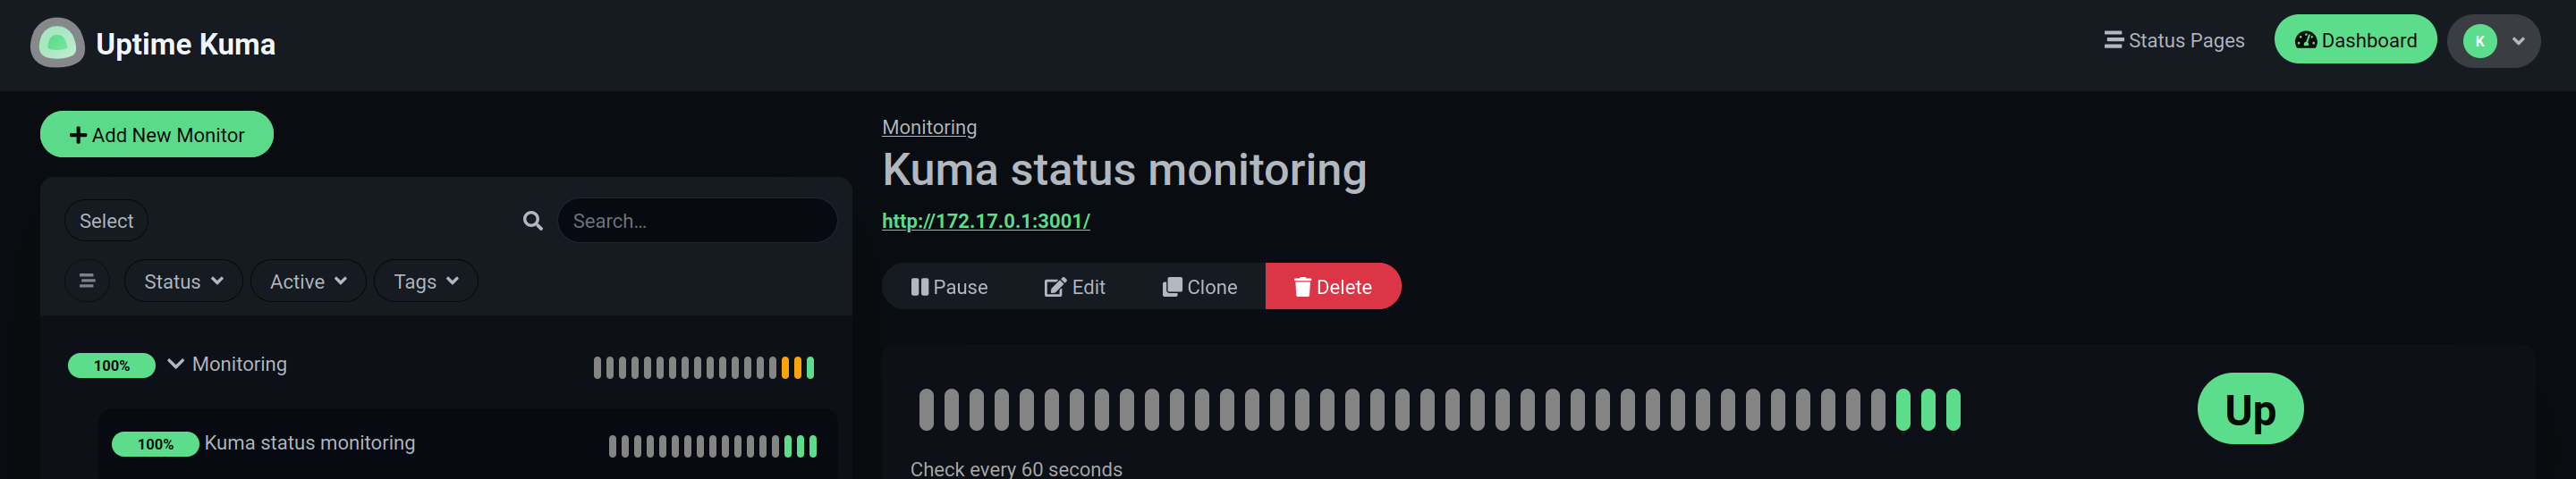 Uptime Kuma
Status Pages
Dashboard
K
Add New Monitor
Select
Search...
Status
Active
Tags
100%
Monitoring
100%
Kuma status monitoring
Monitoring
Kuma status monitoring
http://172.17.0.1:3001/
Pause
Edit
Clone
Delete
Up
Check every 60 seconds